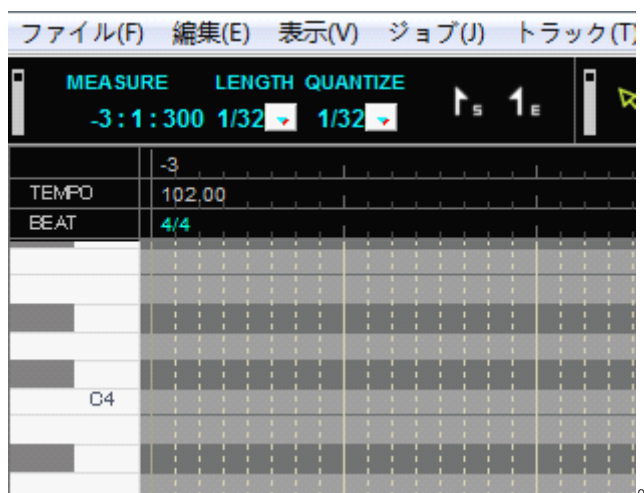 ファイル(F) 編集(E) 表示(V) ジョブ(J) トラック(T)
MEASURE LENGTH QUANTIZE
-3:1:300 1/32 1/32 S E
-3
TEMPO 102,00
BEAT 4/4
C4